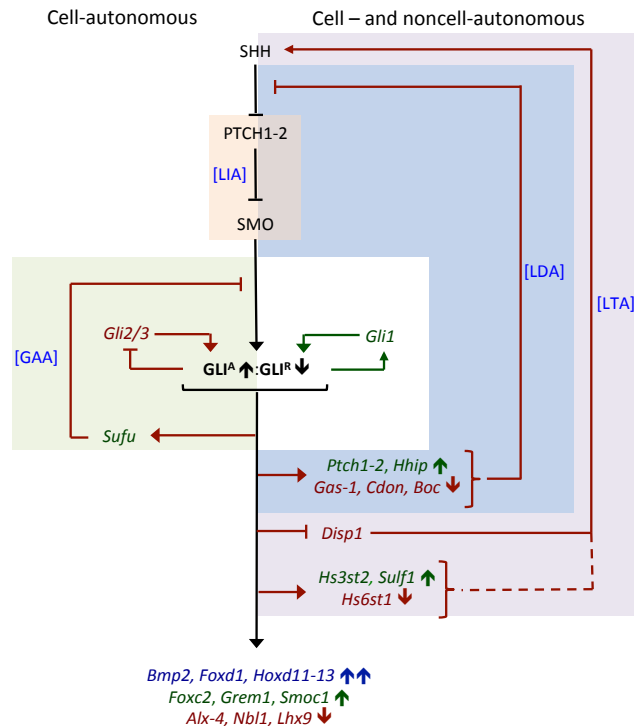 Cell-autonomous
Cell – and noncell-autonomous
SHH
PTCH1-2
[LIA]
SMO
[LDA]
[LTA]
Gli2/3
Gli1
[GAA]
GLIᴬ ↑:GLIᴿ ↓
Sufu
Ptch1-2, Hhip ↑
Gas-1, Cdon, Boc ↓
Disp1
Hs3st2, Sulf1 ↑
Hs6st1 ↓
Bmp2, Foxd1, Hoxd11-13 ↑↑
Foxc2, Grem1, Smoc1 ↑
Alx-4, Nbl1, Lhx9 ↓